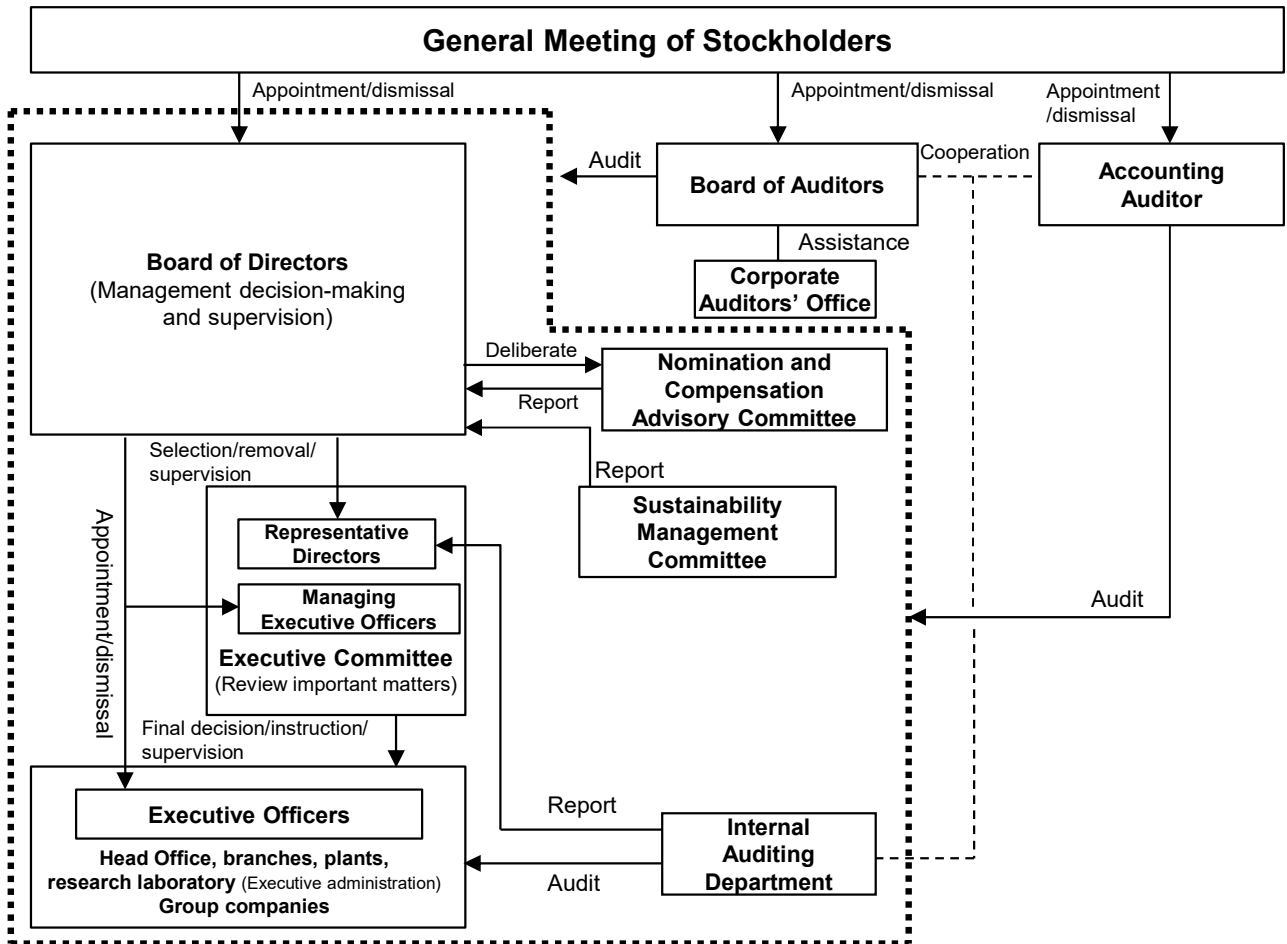 General Meeting of Stockholders
Appointment/dismissal
Appointment/dismissal
Appointment
/dismissal
Audit
Board of Auditors
Cooperation
Accounting
Auditor
Assistance
Corporate
Auditors’ Office
Board of Directors
(Management decision-making
and supervision)
Deliberate
Report
Nomination and
Compensation
Advisory Committee
Report
Sustainability
Management
Committee
Selection/removal/
supervision
Appointment/dismissal
Representative
Directors
Managing
Executive Officers
Executive Committee
(Review important matters)
Audit
Final decision/instruction/
supervision
Executive Officers
Head Office, branches, plants,
research laboratory (Executive administration)
Group companies
Report
Audit
Internal
Auditing
Department